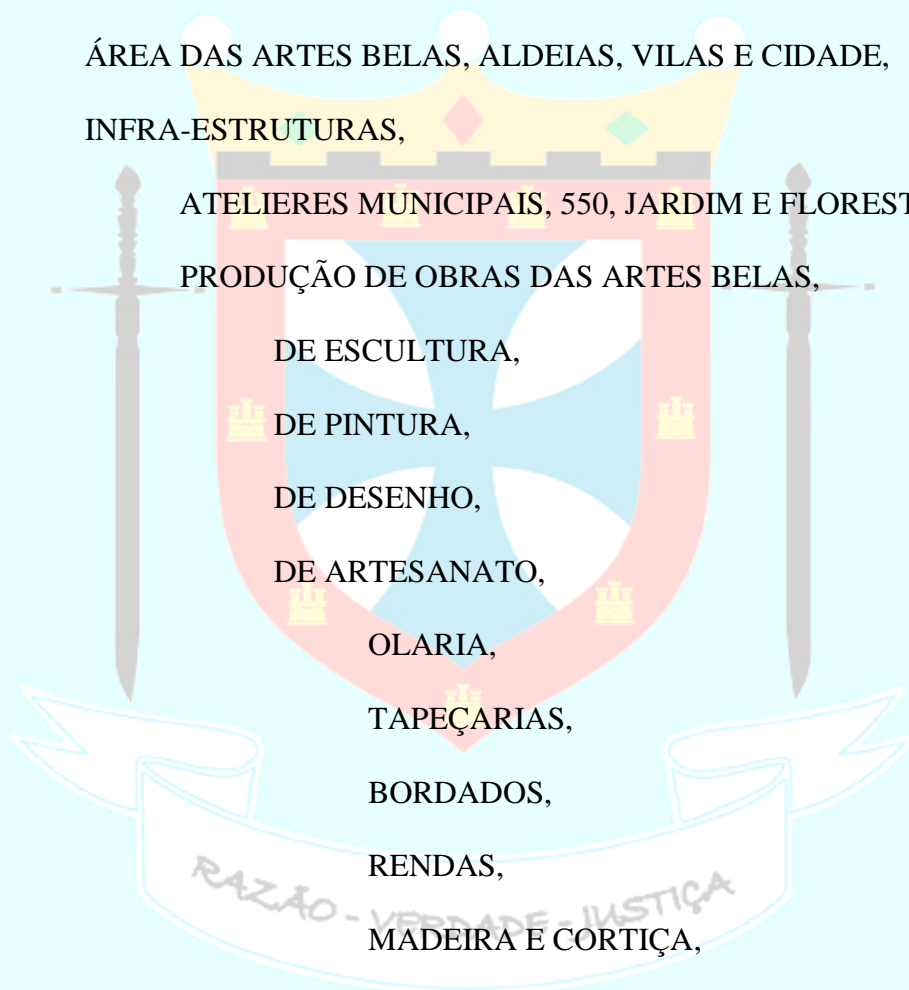 ÁREA DAS ARTES BELAS, ALDEIAS, VILAS E CIDADE,
INFRA-ESTRUTURAS,
ATELIERES MUNICIPAIS, 550, JARDIM E FLOREST
PRODUÇÃO DE OBRAS DAS ARTES BELAS,
DE ESCULTURA,
DE PINTURA,
DE DESENHO,
DE ARTESANATO,
OLARIA,
TAPEÇARIAS,
BORDADOS,
RENDAS,
RAZÃO - VERDADE - JUSTIÇA
MADEIRA E CORTIÇA,